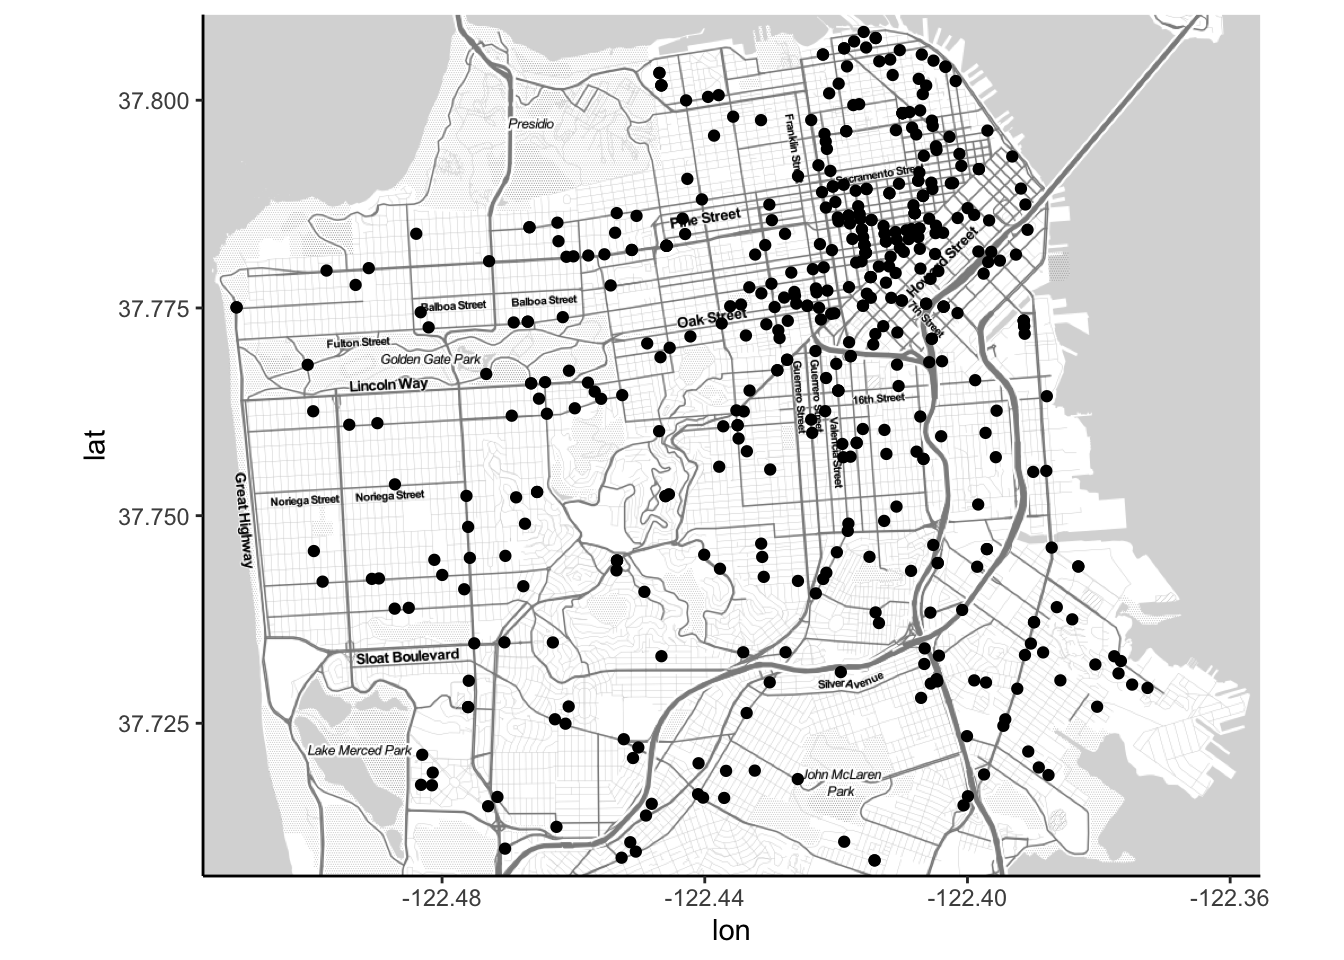 37.800
37.775
37.750
37.725
lat
-122.48
-122.44
-122.40
-122.36
lon
Presidio
Franklin Str
Sacramento Street
Pine Street
Howard Street
7th Street
Balboa Street
Balboa Street
Oak Street
Fulton Street
Golden Gate Park
Lincoln Way
Guerrero Street
Guerrero Street
16th Street
Valencia Street
Great Highway
Noriega Street
Noriega Street
Sloat Boulevard
Silver Avenue
Lake Merced Park
John McLaren
Park